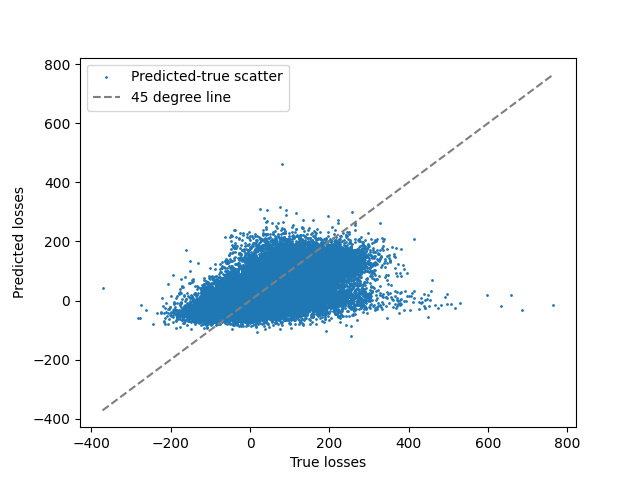 800
600
400
200
0
−200
−400
Predicted losses
Predicted-true scatter
45 degree line
−400 −200 0 200 400 600 800
True losses